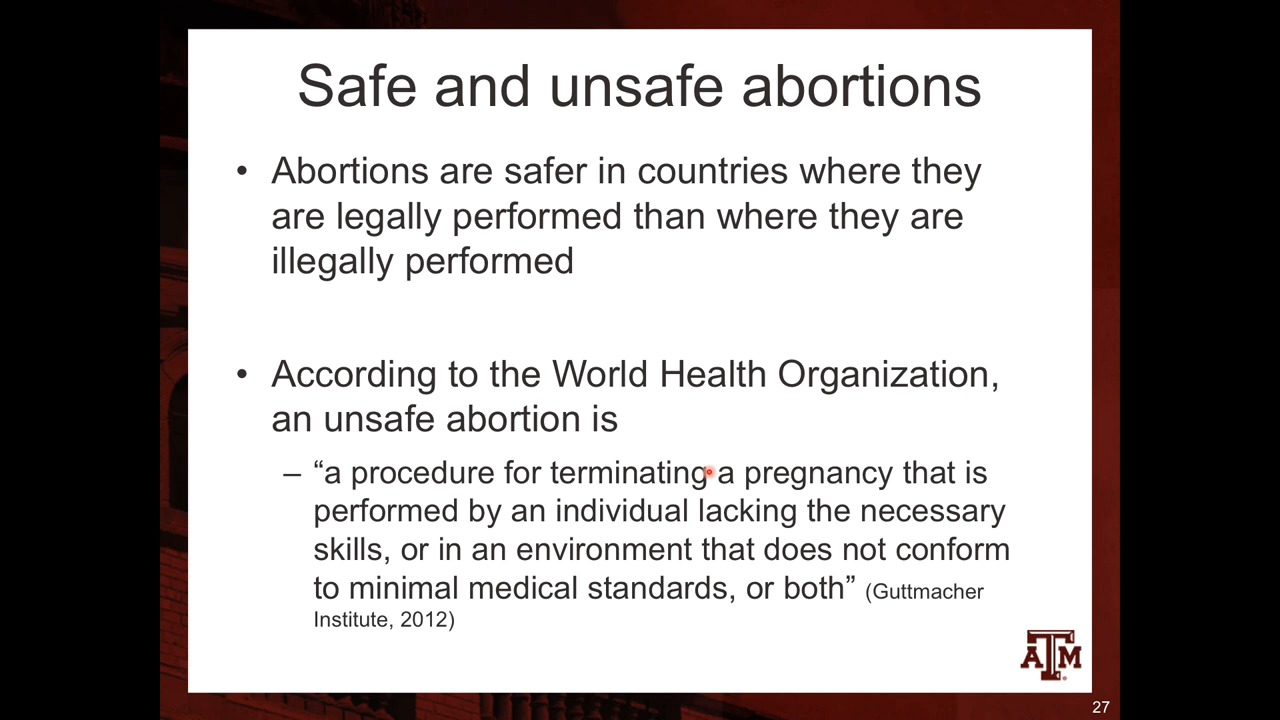 Safe and unsafe abortions
• Abortions are safer in countries where they
are legally performed than where they are
illegally performed
• According to the World Health Organization,
an unsafe abortion is
– “a procedure for terminating a pregnancy that is
performed by an individual lacking the necessary
skills, or in an environment that does not conform
to minimal medical standards, or both” (Guttmacher
Institute, 2012)
ATM
27